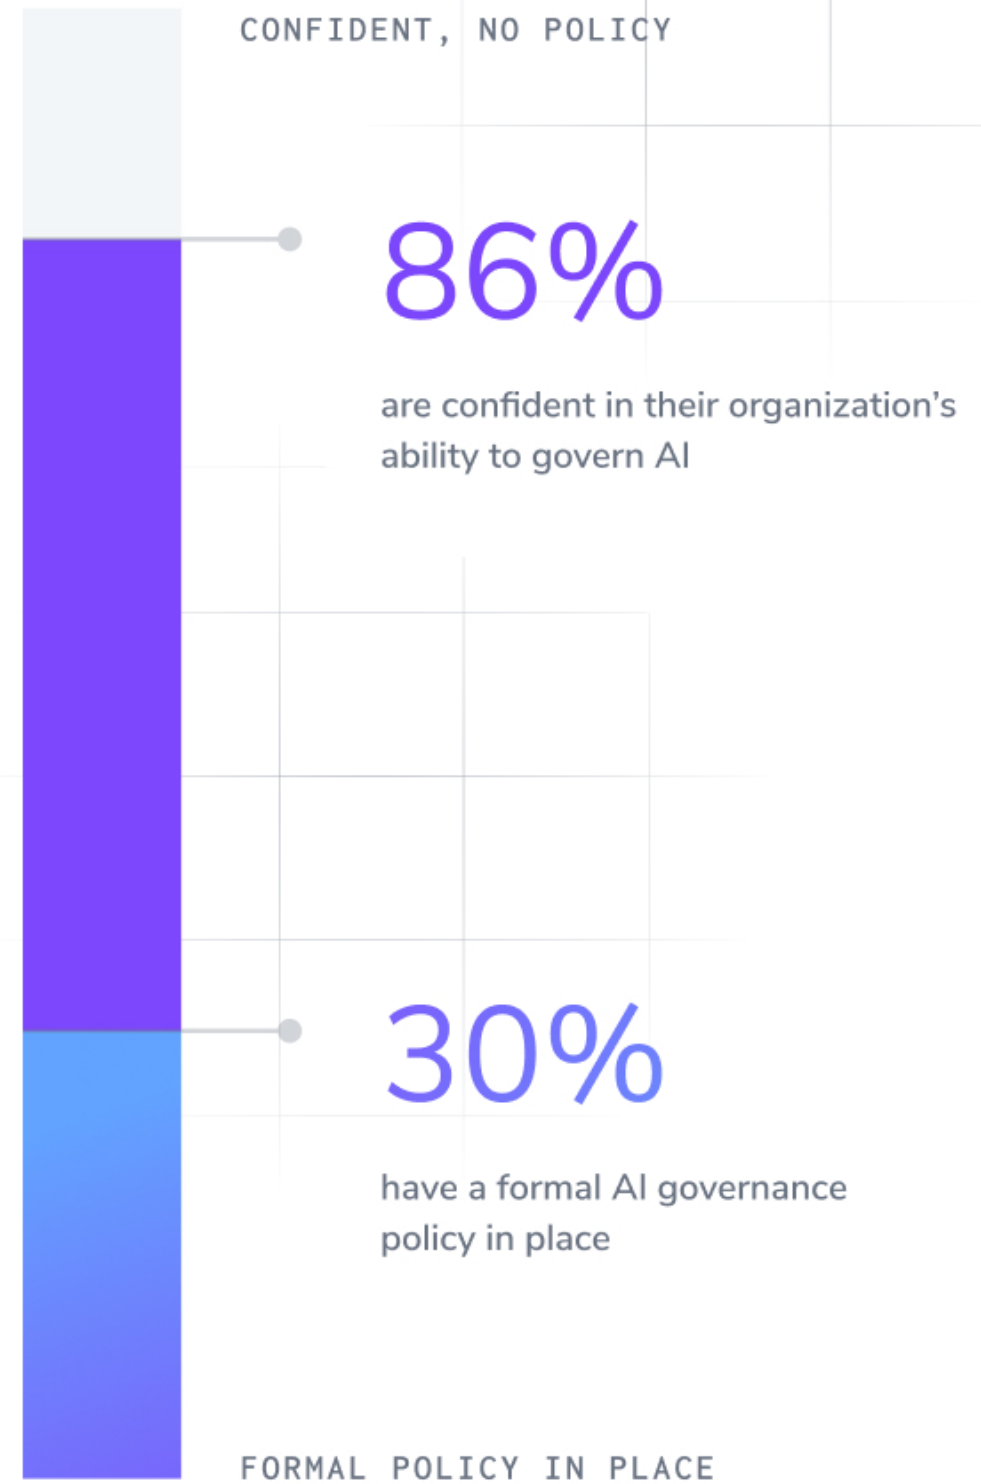 CONFIDENT, NO POLICY
86%
are confident in their organization’s
ability to govern AI
30%
have a formal AI governance
policy in place
FORMAL POLICY IN PLACE